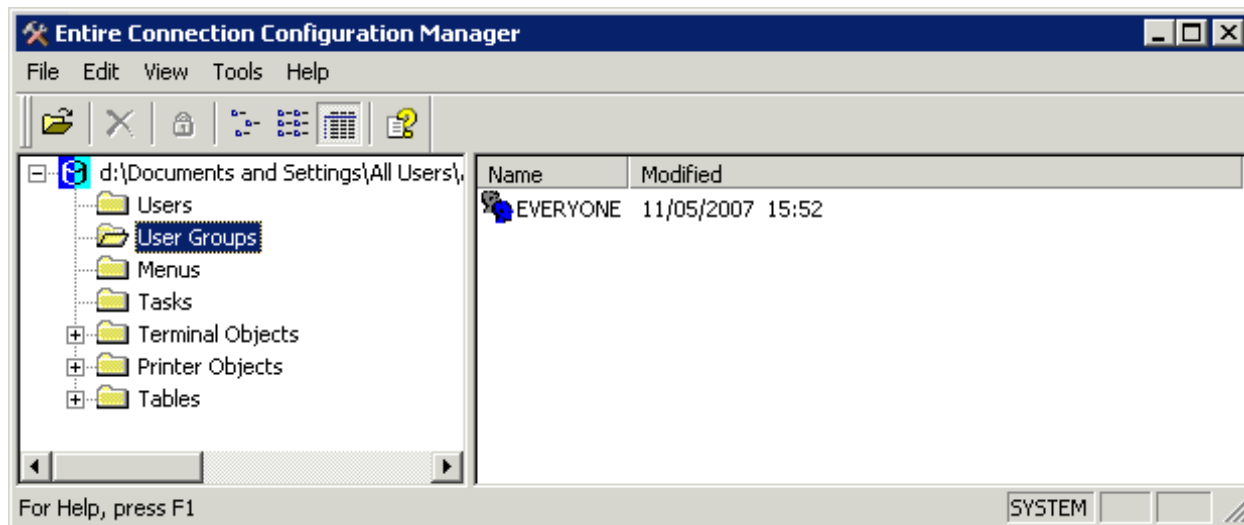 Entire Connection Configuration Manager
File Edit View Tools Help
d:\Documents and Settings\All Users\
Users
User Groups
Menus
Tasks
Terminal Objects
Printer Objects
Tables
Name Modified
EVERYONE 11/05/2007 15:52
For Help, press F1
SYSTEM